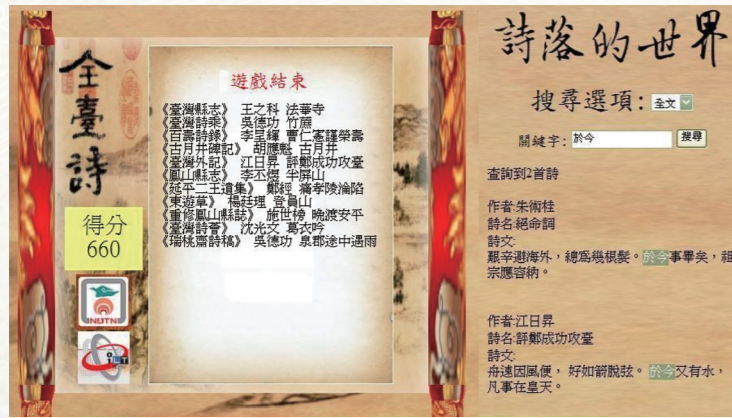 全臺詩
得分
660
NUTN
遊戲結束
《臺灣縣志》 王之科 法華寺
《臺灣詩乘》 吳德功 竹蔗
《百壽詩錄》 李呈輝 曹仁憲謹榮壽
《古月井碑記》 胡應魁 古月井
《臺灣外記》 江日昇 評鄭成功攻臺
《鳳山縣志》 李丕煜 半屏山
《延平二王遺集》 鄭經 痛孝陵淪陷
《東遊草》 楊廷理 登員山
《重修鳳山縣誌》 施世榜 晚渡安平
《臺灣詩薈》 沈光文 葛衣吟
《瑞桃齋詩稿》 吳德功 泉郡途中遇雨
詩落的世界
搜尋選項: 全文
關鍵字: 於今 搜尋
查詢到2首詩
作者:朱術桂
詩名:絕命詞
詩文:
艱辛避海外，總為幾根髮。於今事畢矣，祖
宗應容納。
作者:江日昇
詩名:評鄭成功攻臺
詩文:
舟速因風便， 好如箭脫弦。 於今又有水，
凡事在皇天。